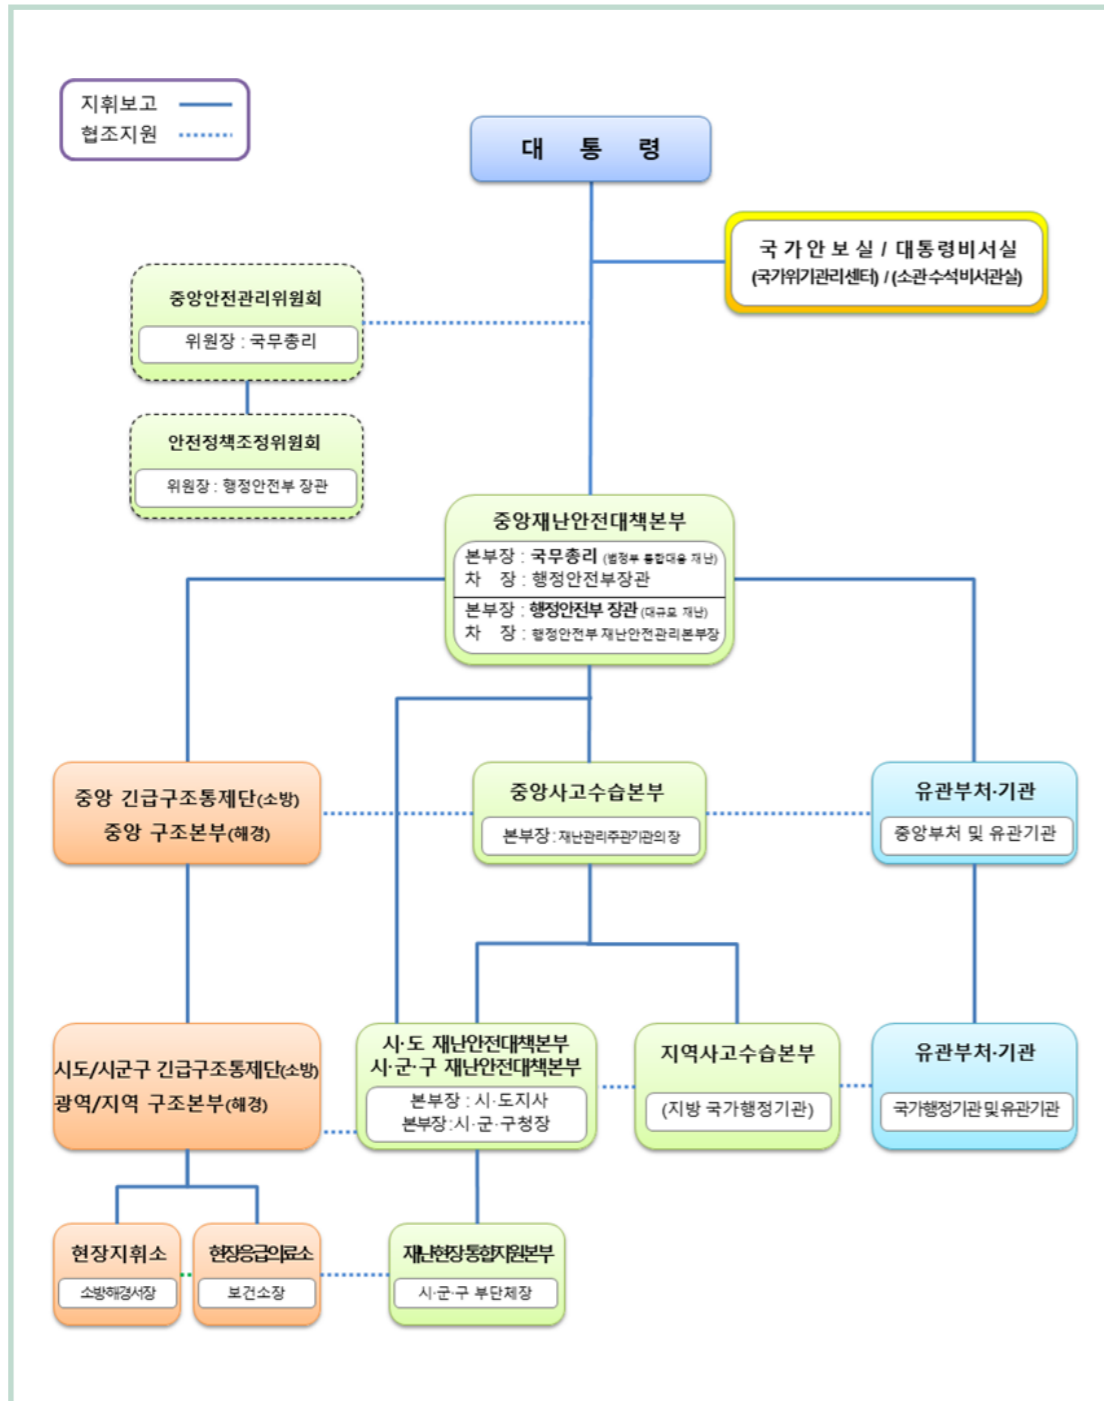 지휘보고
협조지원
대 통 령
국가안보실 / 대통령비서실
(국가위기관리센터) / (소관 수석비서관실)
중앙안전관리위원회
위원장 : 국무총리
안전정책조정위원회
위원장 : 행정안전부 장관
중앙재난안전대책본부
본부장 : 국무총리 (범정부 통합대응 재난)
차 장 : 행정안전부장관
본부장 : 행정안전부 장관 (대규모 재난)
차 장 : 행정안전부 재난안전관리본부장
중앙 긴급구조통제단(소방)
중앙 구조본부(해경)
중앙사고수습본부
본부장 : 재난관리주관기관의 장
유관부처·기관
중앙부처 및 유관기관
시도/시군구 긴급구조통제단(소방)
광역/지역 구조본부(해경)
시·도 재난안전대책본부
시·군·구 재난안전대책본부
본부장 : 시·도지사
본부장 : 시·군·구청장
지역사고수습본부
(지방 국가행정기관)
유관부처·기관
국가행정기관 및 유관기관
현장지휘소
소방해경서장
현장응급의료소
보건소장
재난현장 통합지원본부
시·군·구 부단체장